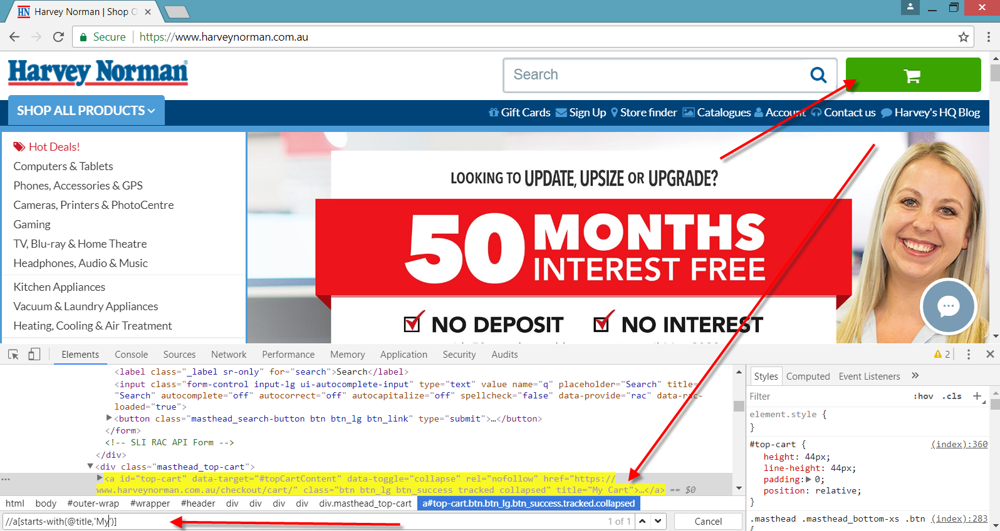 HN Harvey Norman | Shop O
Secure https://www.harveynorman.com.au
Harvey Norman
Search
SHOP ALL PRODUCTS
Gift Cards Sign Up Store finder Catalogues Account Contact us Harvey's HQ Blog
Hot Deals!
Computers & Tablets
Phones, Accessories & GPS
Cameras, Printers & PhotoCentre
Gaming
TV, Blu-ray & Home Theatre
Headphones, Audio & Music
Kitchen Appliances
Vacuum & Laundry Appliances
Heating, Cooling & Air Treatment
LOOKING TO UPDATE, UPSIZE OR UPGRADE?
50 MONTHS
INTEREST FREE
NO DEPOSIT NO INTEREST
Elements Console Sources Network Performance Memory Application Security Audits 2
<label class="_label sr-only" for="search">Search</label>
<input class="form-control input-lg ui-autocomplete-input" type="text" value name="q" placeholder="Search" title=
"Search" autocomplete="off" autocorrect="off" autocapitalize="off" spellcheck="false" data-provide="rac" data-rac-
loaded="true">
<button class="masthead_search-button btn btn_lg btn_link" type="submit">…</button>
</form>
<!-- SLI RAC API Form -->
</div>
<div class="masthead_top-cart">
<a id="top-cart" data-target="#topCartContent" data-toggle="collapse" rel="nofollow" href="https://
www.harveynorman.com.au/checkout/cart/" class="btn btn_lg btn_success tracked collapsed" title="My Cart">…</a> == $0
html body #outer-wrap #wrapper #header div div div div div.masthead_top-cart a#top-cart.btn.btn_lg.btn_success.tracked.collapsed
//a[starts-with(@title,'My')] 1 of 1 Cancel
Styles Computed Event Listeners »
Filter :hov .cls +
element.style {
}
#top-cart { (index):360
height: 44px;
line-height: 44px;
padding: 0;
position: relative;
}
.masthead .masthead_bottom-xs .btn (index):283
{